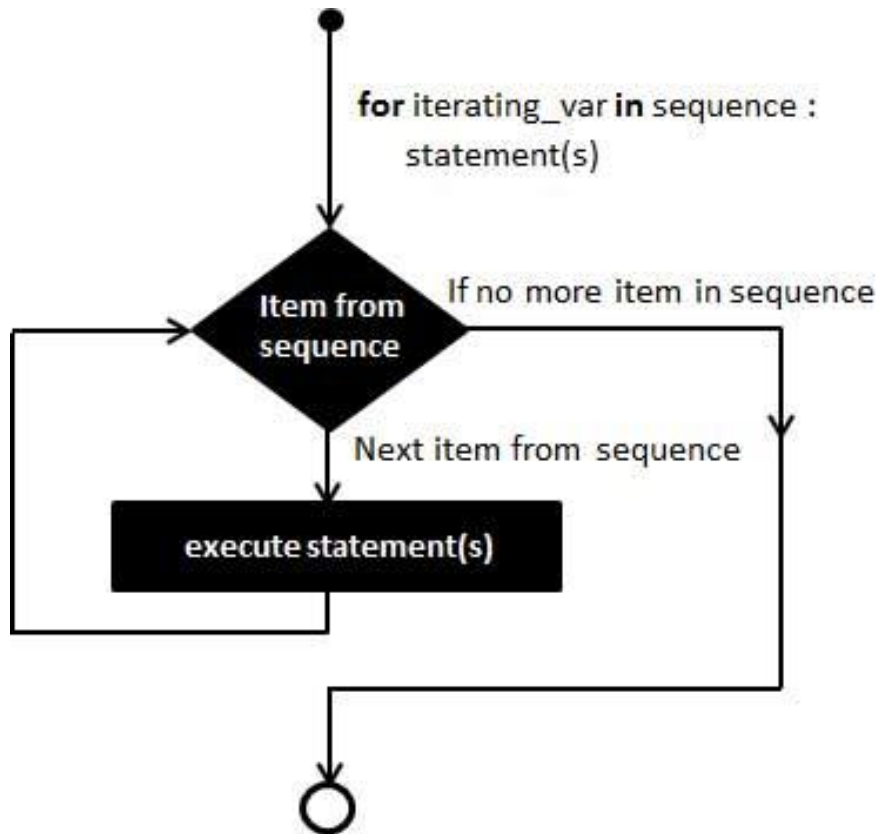 for iterating_var in sequence :
statement(s)
If no more item in sequence
Item from
sequence
Next item from sequence
execute statement(s)